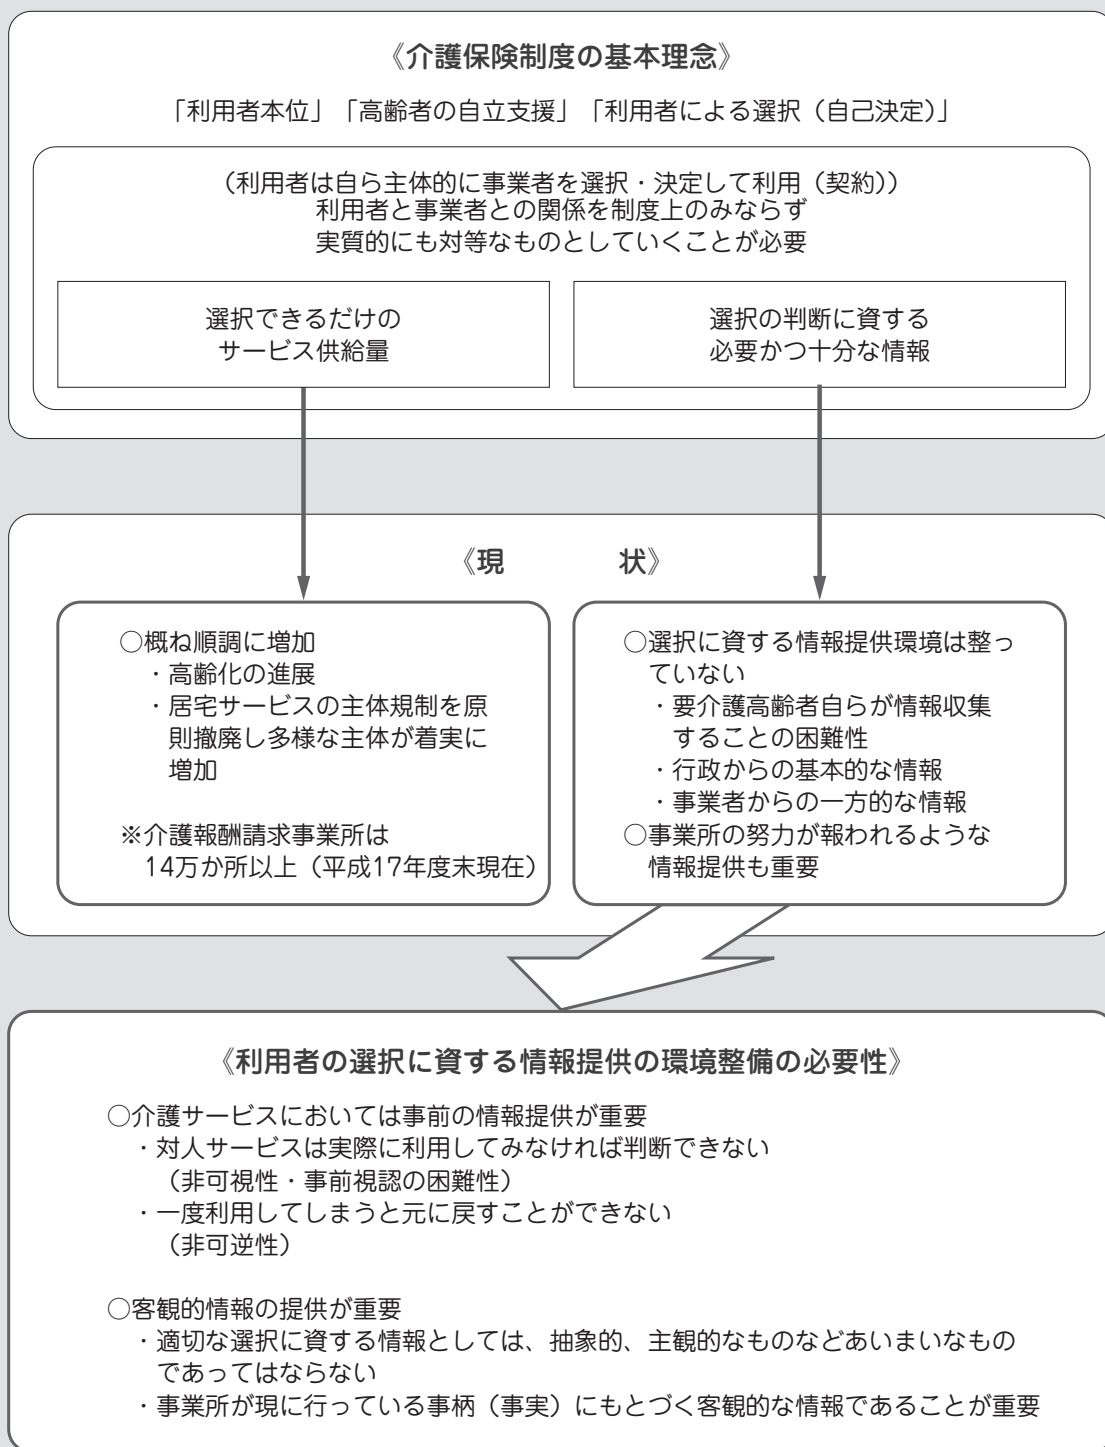 《介護保険制度の基本理念》
「利用者本位」「高齢者の自立支援」「利用者による選択（自己決定）」
（利用者は自ら主体的に事業者を選択・決定して利用（契約））
利用者と事業者との関係を制度上のみならず
実質的にも対等なものとしていくことが必要
選択できるだけの
サービス供給量
選択の判断に資する
必要かつ十分な情報
《現　　　　状》
○概ね順調に増加
・高齢化の進展
・居宅サービスの主体規制を原
則撤廃し多様な主体が着実に
増加
※介護報酬請求事業所は
14万か所以上（平成17年度末現在）
○選択に資する情報提供環境は整っ
ていない
・要介護高齢者自らが情報収集
することの困難性
・行政からの基本的な情報
・事業者からの一方的な情報
○事業所の努力が報われるような
情報提供も重要
《利用者の選択に資する情報提供の環境整備の必要性》
○介護サービスにおいては事前の情報提供が重要
・対人サービスは実際に利用してみなければ判断できない
（非可視性・事前視認の困難性）
・一度利用してしまうと元に戻すことができない
（非可逆性）
○客観的情報の提供が重要
・適切な選択に資する情報としては、抽象的、主観的なものなどあいまいなもの
であってはならない
・事業所が現に行っている事柄（事実）にもとづく客観的な情報であることが重要